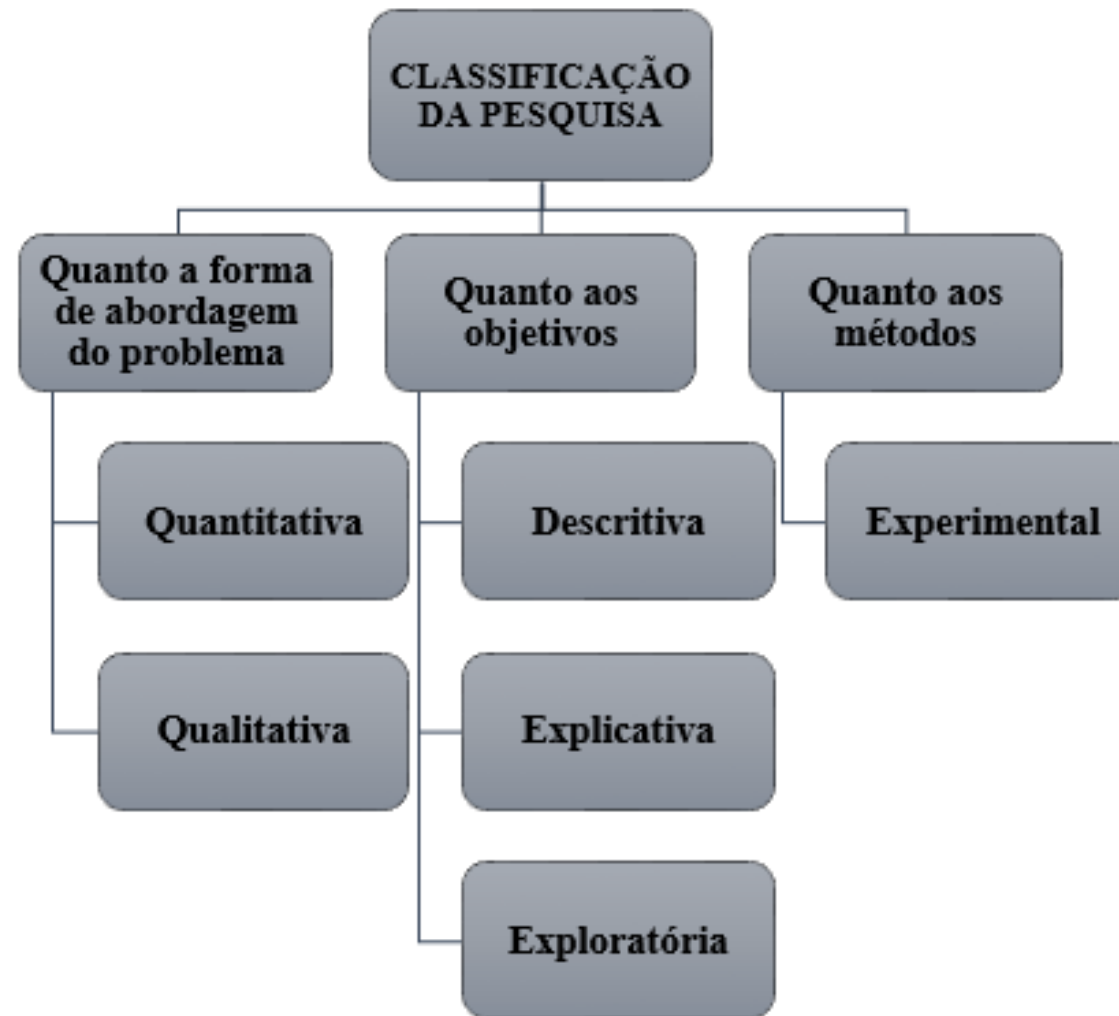 CLASSIFICAÇÃO
DA PESQUISA
Quanto a forma
de abordagem
do problema
Quanto aos
objetivos
Quanto aos
métodos
Quantitativa
Descritiva
Experimental
Qualitativa
Explicativa
Exploratória